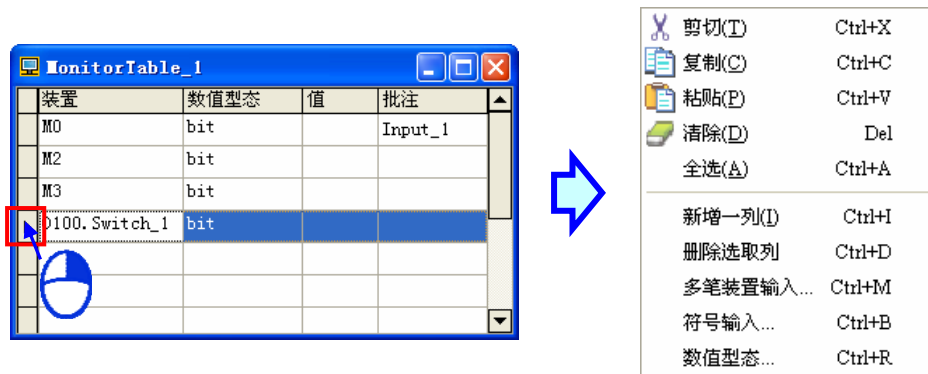 MonitorTable_1
装置 数值型态 值 批注
M0 bit Input_1
M2 bit
M3 bit
D100.Switch_1 bit
剪切(T) Ctrl+X
复制(C) Ctrl+C
粘贴(P) Ctrl+V
清除(D) Del
全选(A) Ctrl+A
新增一列(I) Ctrl+I
删除选取列 Ctrl+D
多笔装置输入... Ctrl+M
符号输入... Ctrl+B
数值型态... Ctrl+R